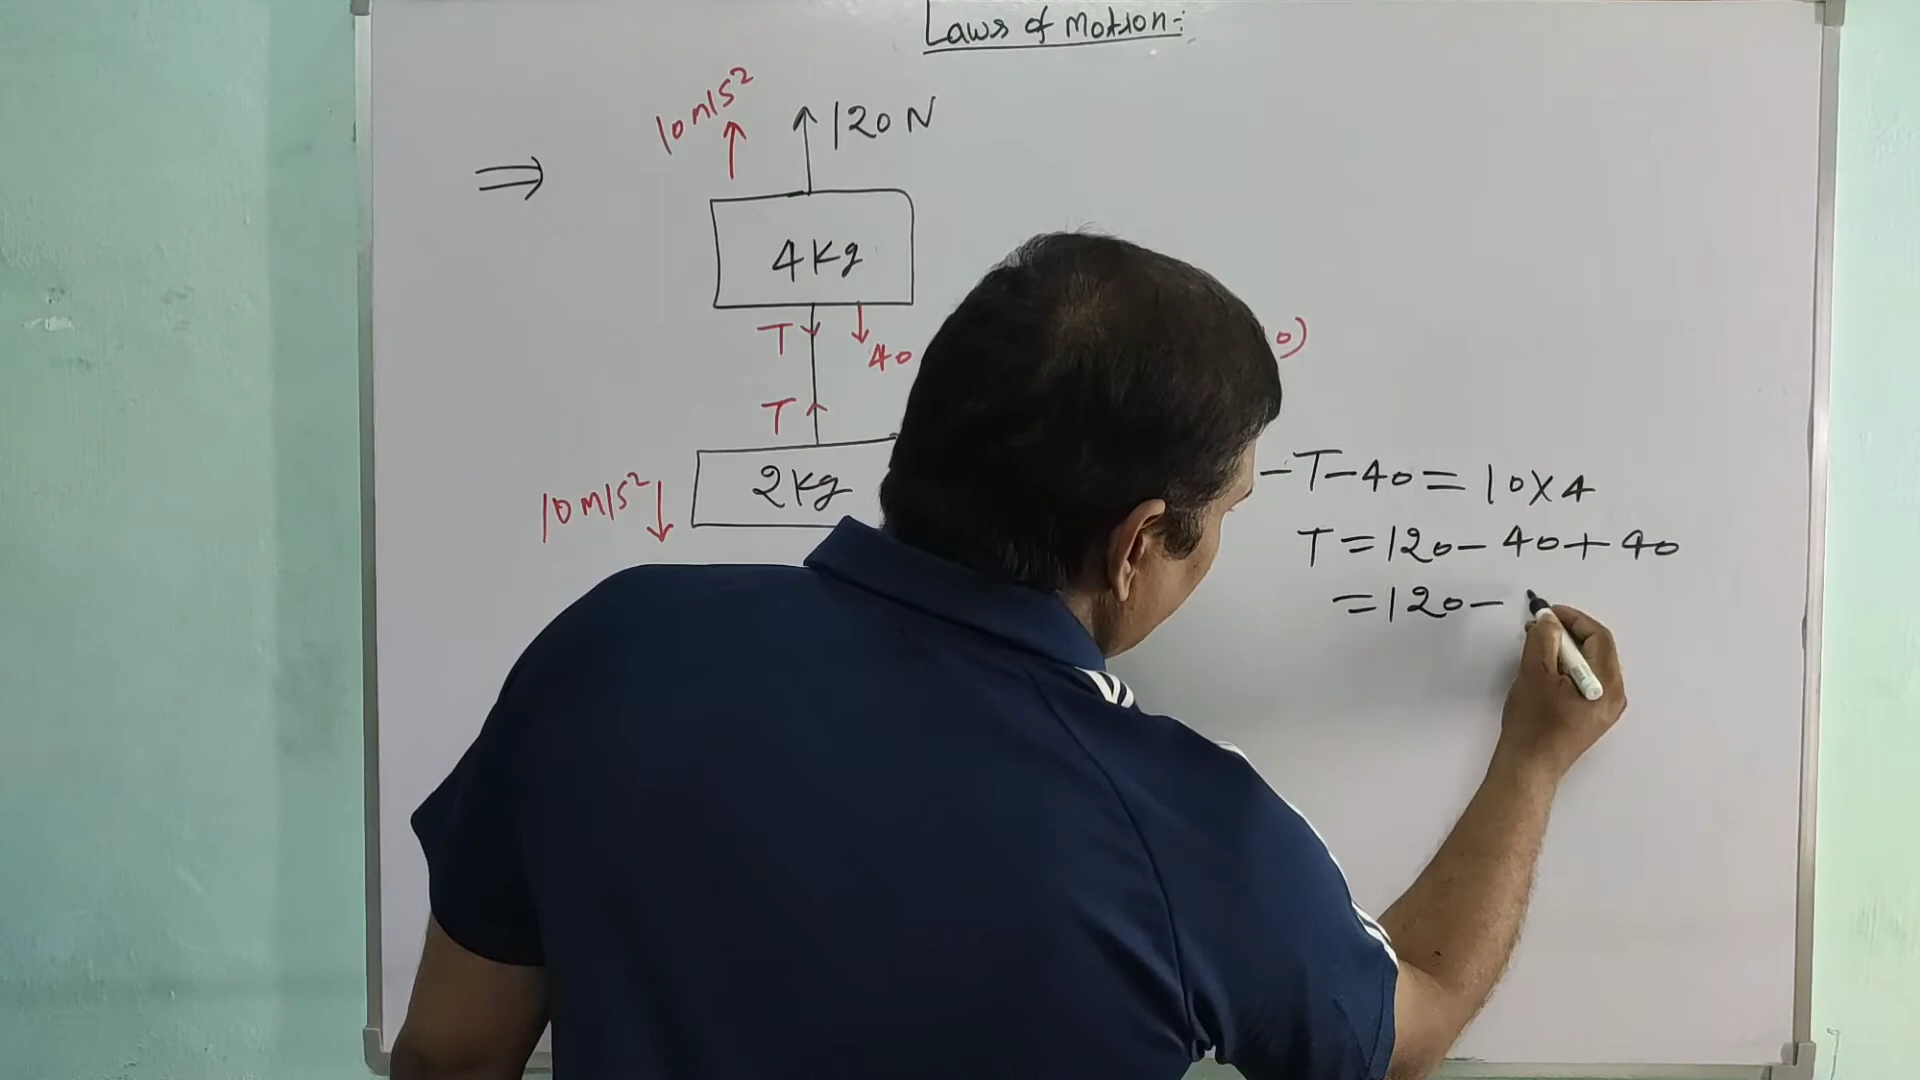 Laws of Motion:-
10 m/s²
120 N
⇒
4 Kg
T
40
0)
T
2 Kg
10 m/s²
-T-40=10×4
T=120-40+40
=120-